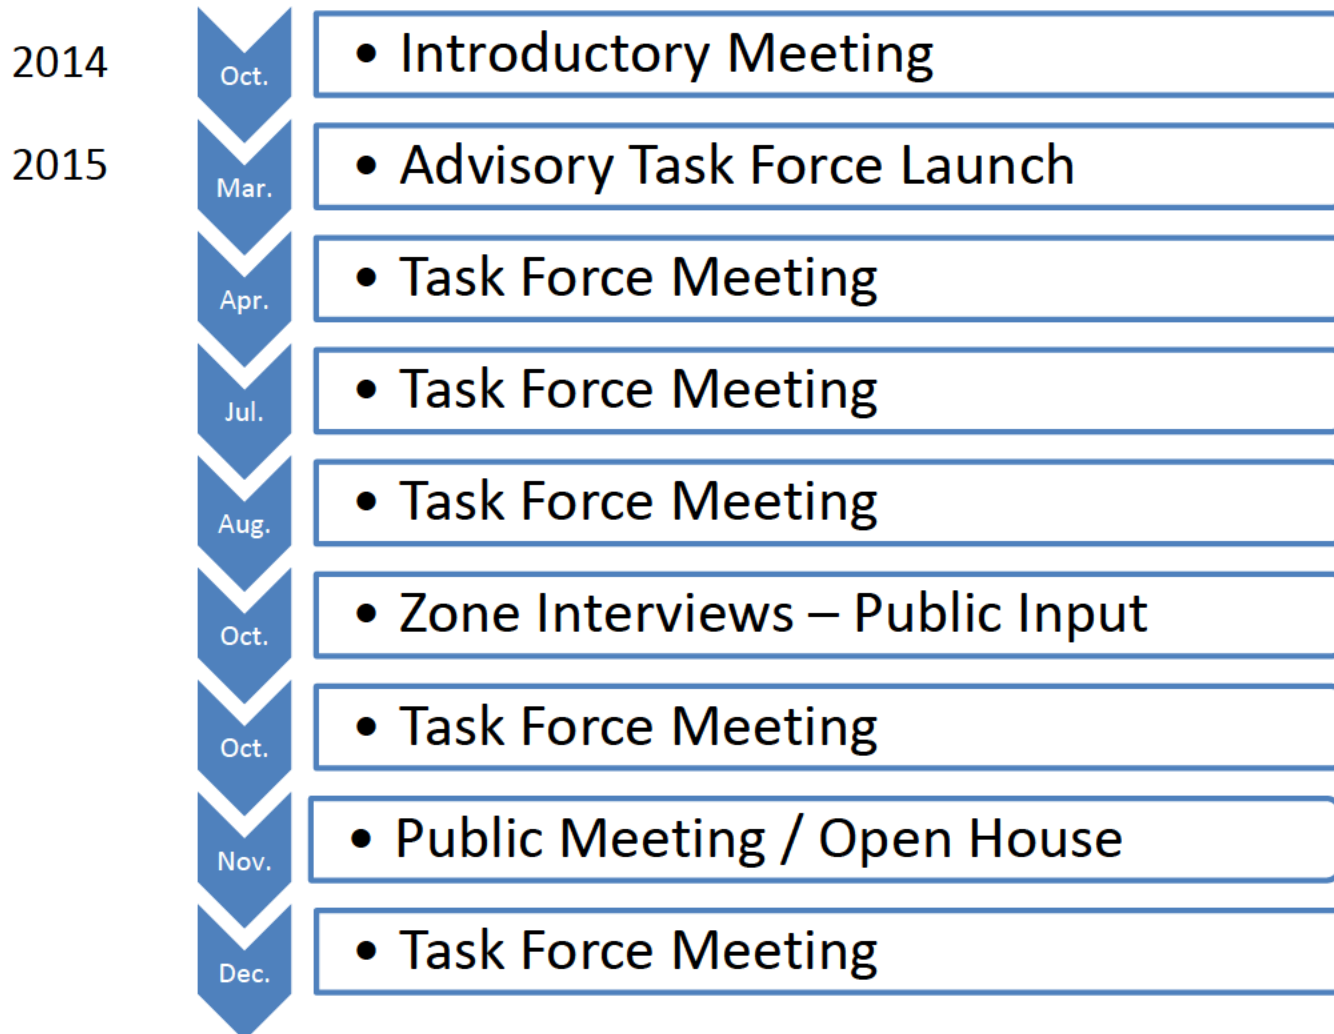 2014
Oct.
• Introductory Meeting
2015
Mar.
• Advisory Task Force Launch
Apr.
• Task Force Meeting
Jul.
• Task Force Meeting
Aug.
• Task Force Meeting
Oct.
• Zone Interviews – Public Input
Oct.
• Task Force Meeting
Nov.
• Public Meeting / Open House
Dec.
• Task Force Meeting